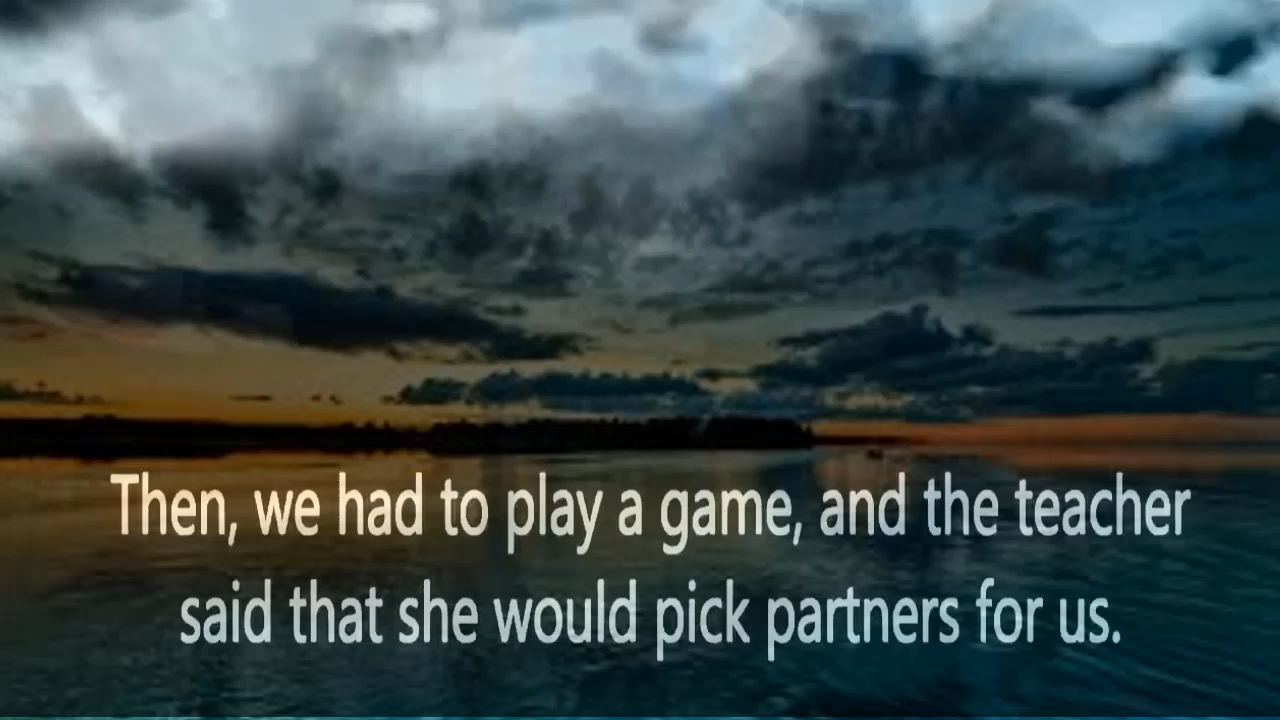 Then, we had to play a game, and the teacher
said that she would pick partners for us.